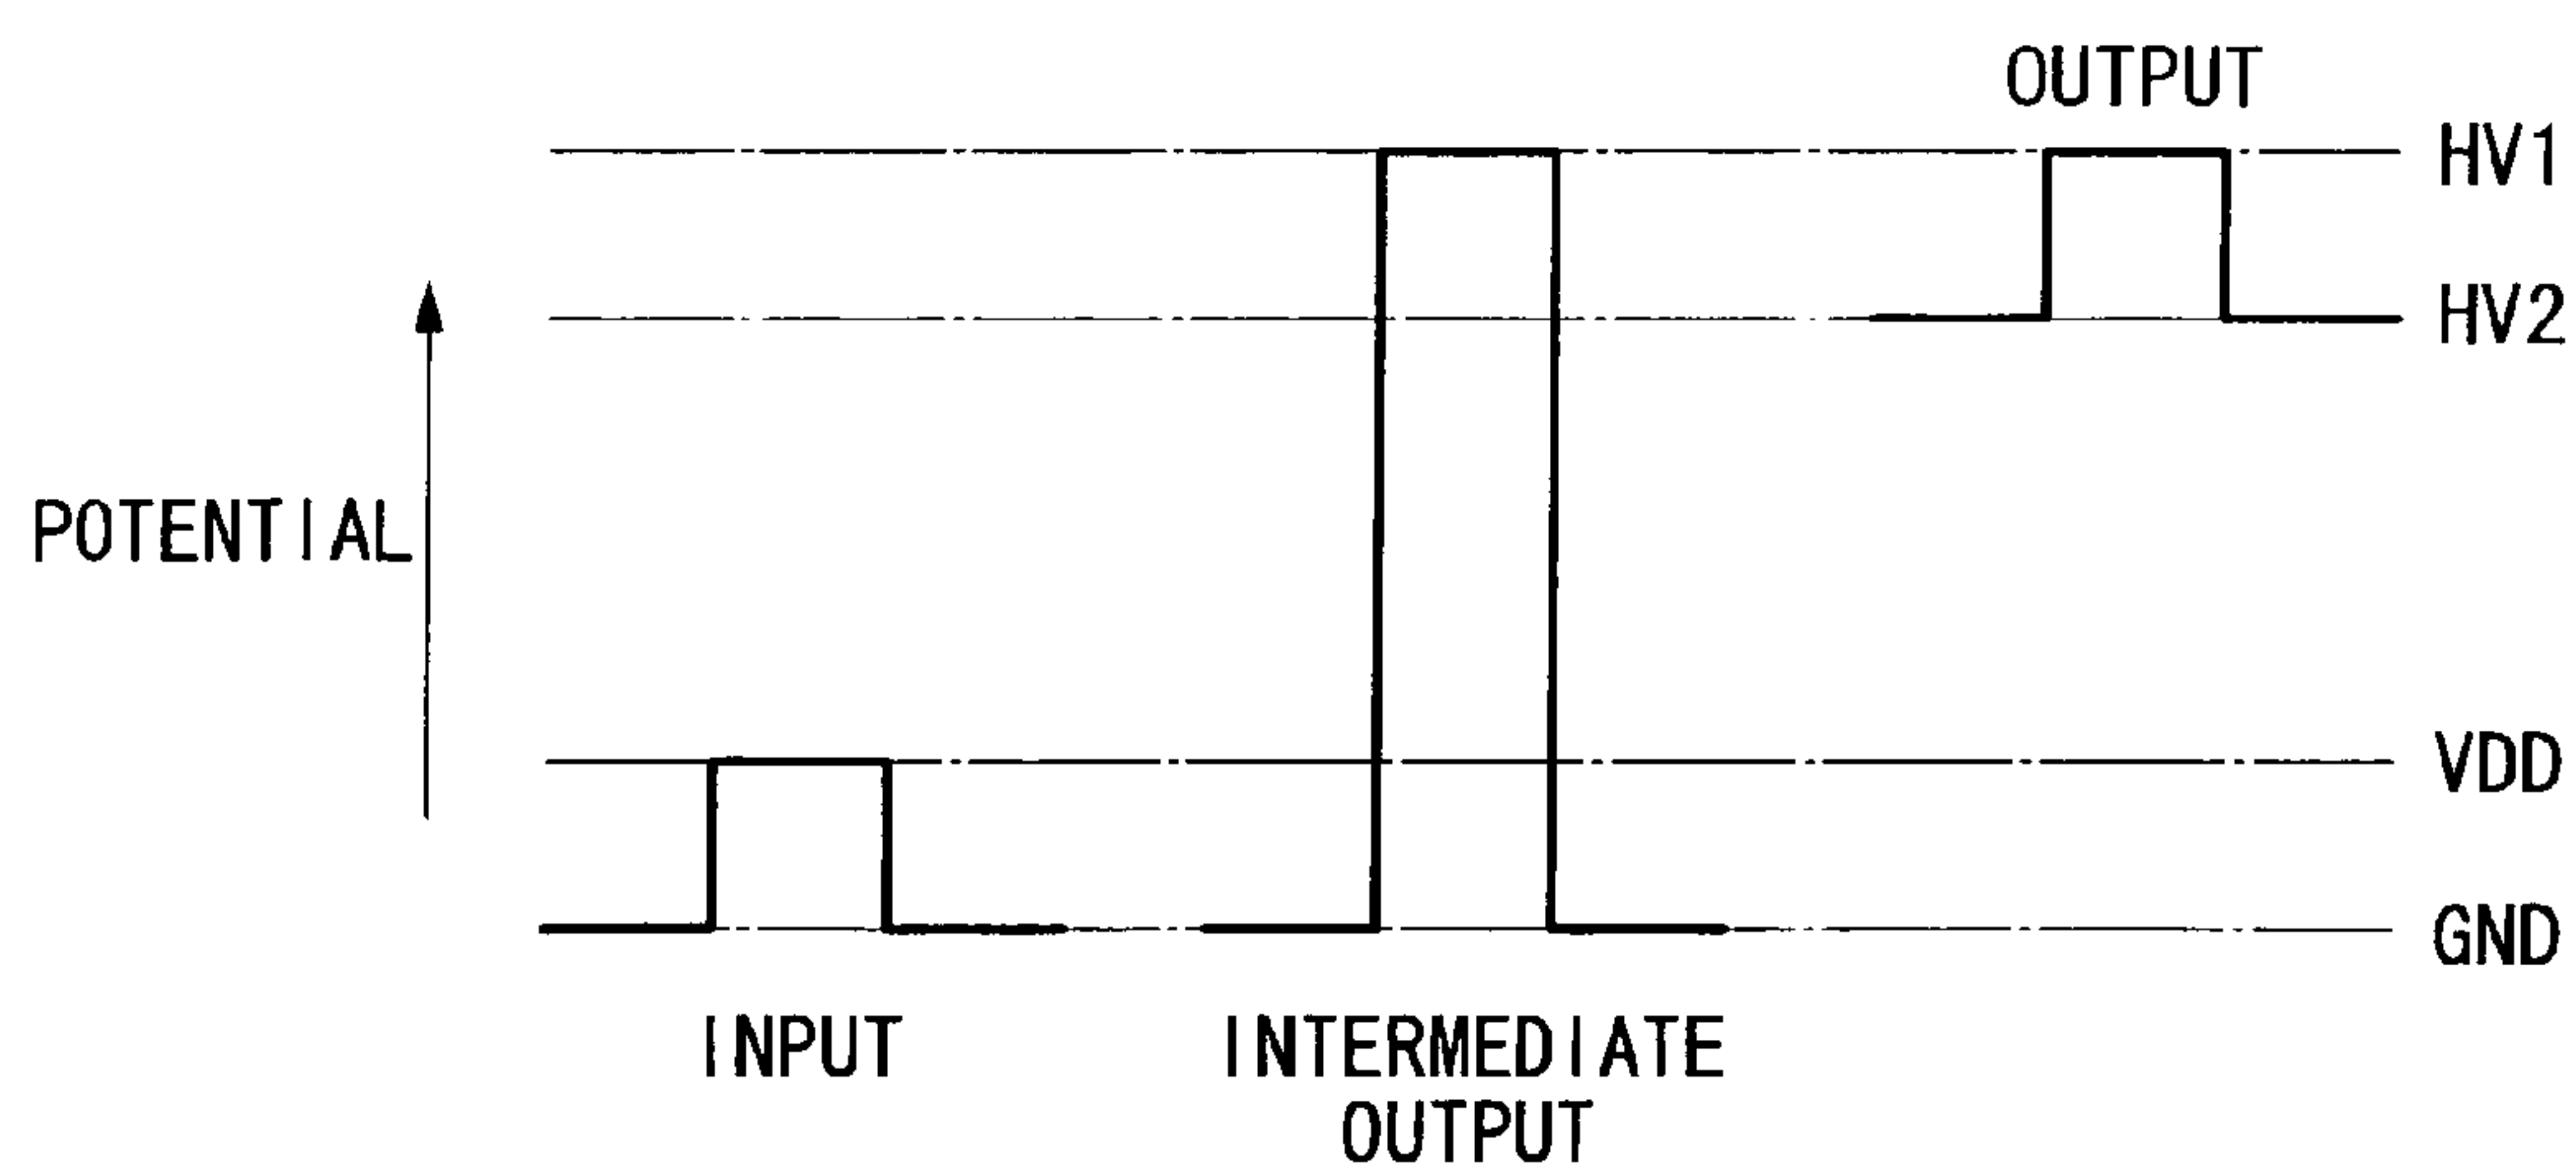 OUTPUT
HV1
HV2
POTENTIAL
VDD
GND
INPUT
INTERMEDIATE
OUTPUT